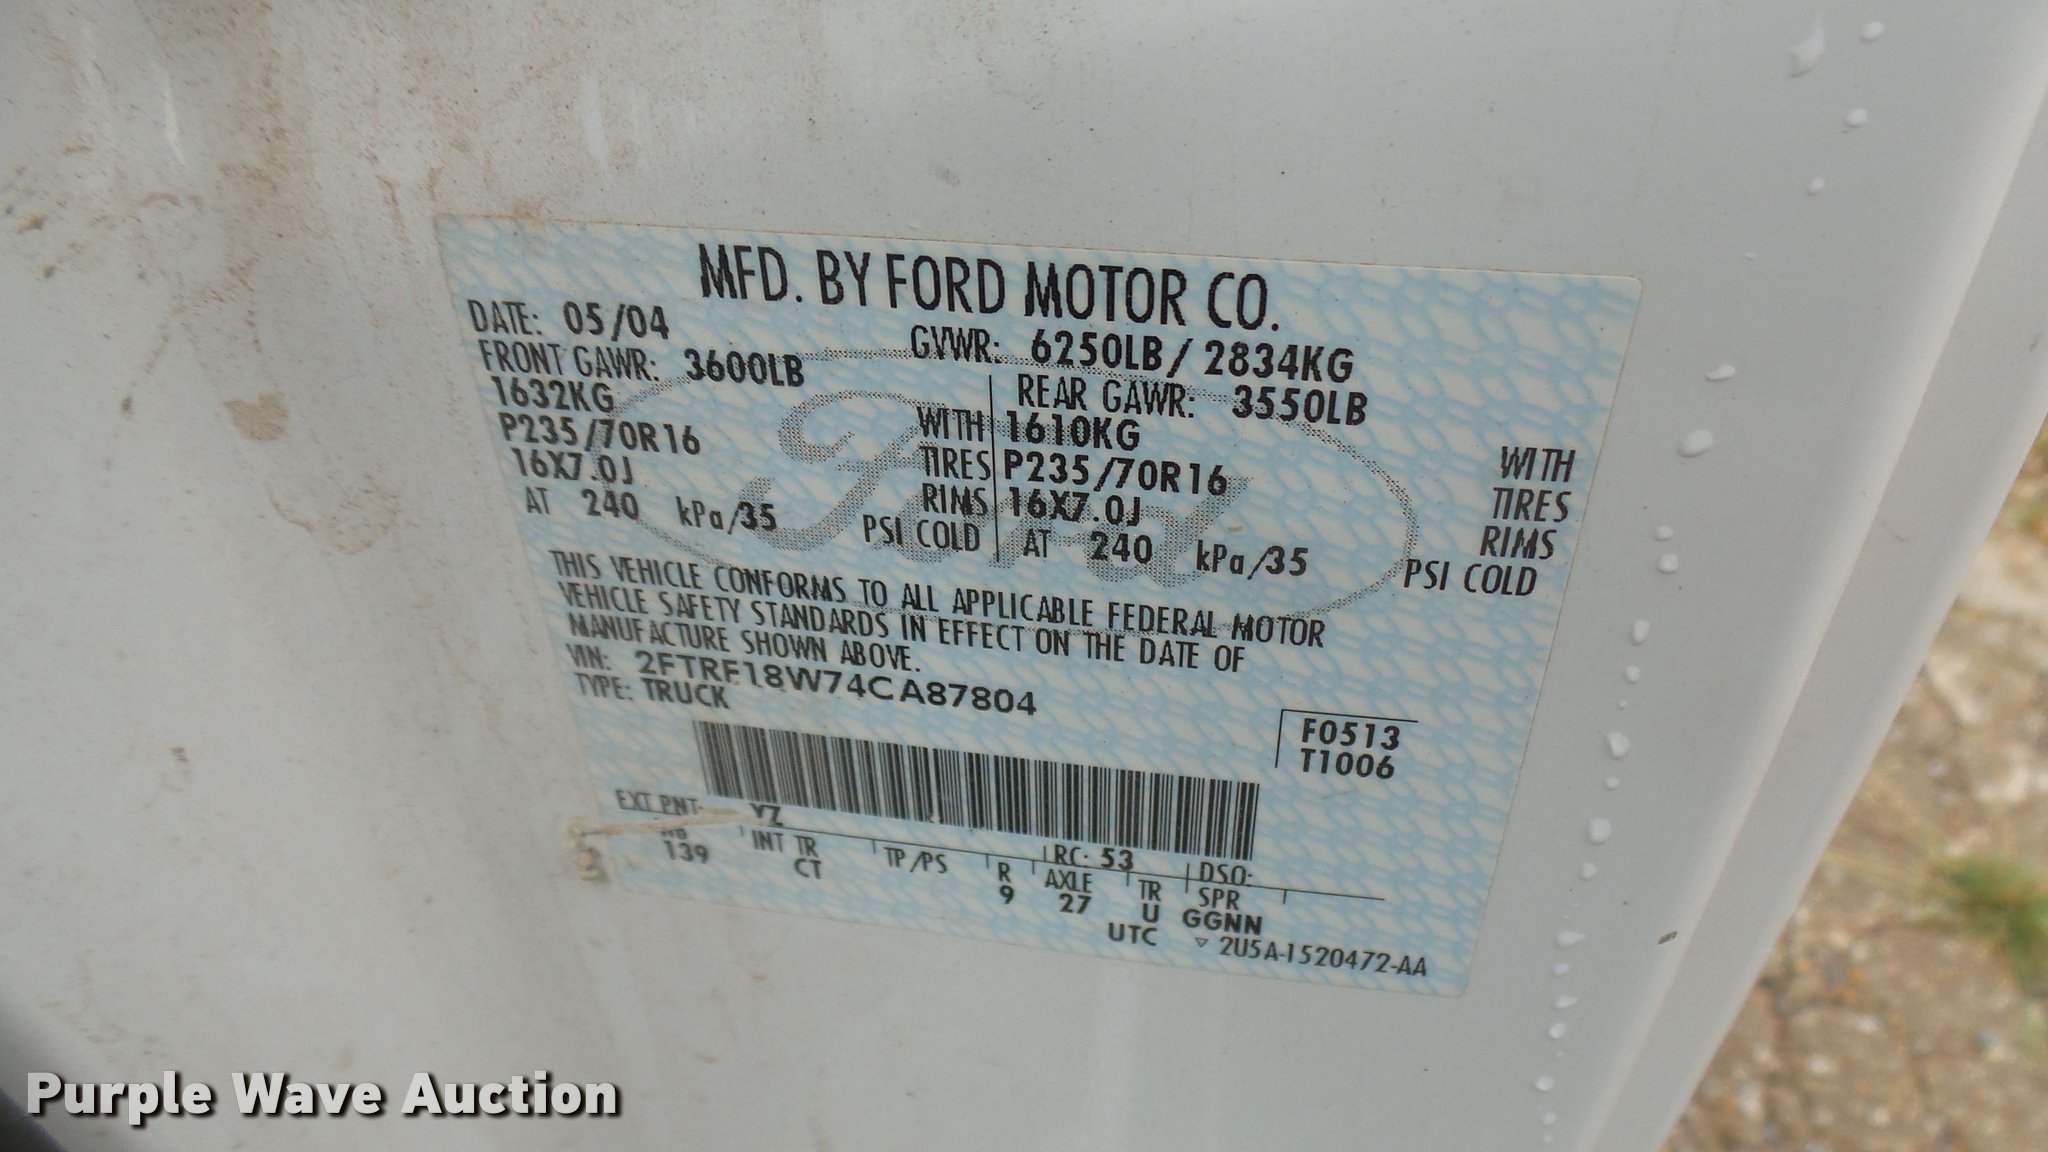 MFD. BY FORD MOTOR CO.
DATE: 05/04 GVWR: 6250LB/ 2834KG
FRONT GAWR: 3600LB REAR GAWR: 3550LB
1632KG WITH 1610KG WITH
P235/70R16 TIRES P235/70R16 TIRES
16X7.0J RIMS 16X7.0J RIMS
AT 240 kPa/35 PSI COLD AT 240 kPa/35 PSI COLD
Ford
THIS VEHICLE CONFORMS TO ALL APPLICABLE FEDERAL MOTOR
VEHICLE SAFETY STANDARDS IN EFFECT ON THE DATE OF
MANUFACTURE SHOWN ABOVE.
VIN: 2FTRF18W74CA87804
TYPE: TRUCK
F0513
T1006
EXT PNT: YZ RC: 53 DSO:
WB INT TR TP/PS R AXLE TR SPR
139 CT 9 27 U GGNN
UTC ▽ 2U5A-1520472-AA
Purple Wave Auction